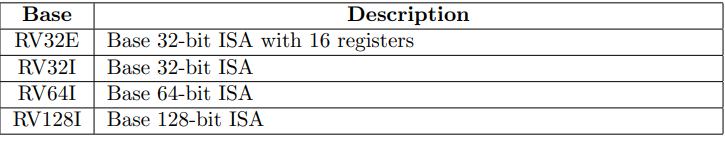 Base Description
RV32E Base 32-bit ISA with 16 registers
RV32I Base 32-bit ISA
RV64I Base 64-bit ISA
RV128I Base 128-bit ISA